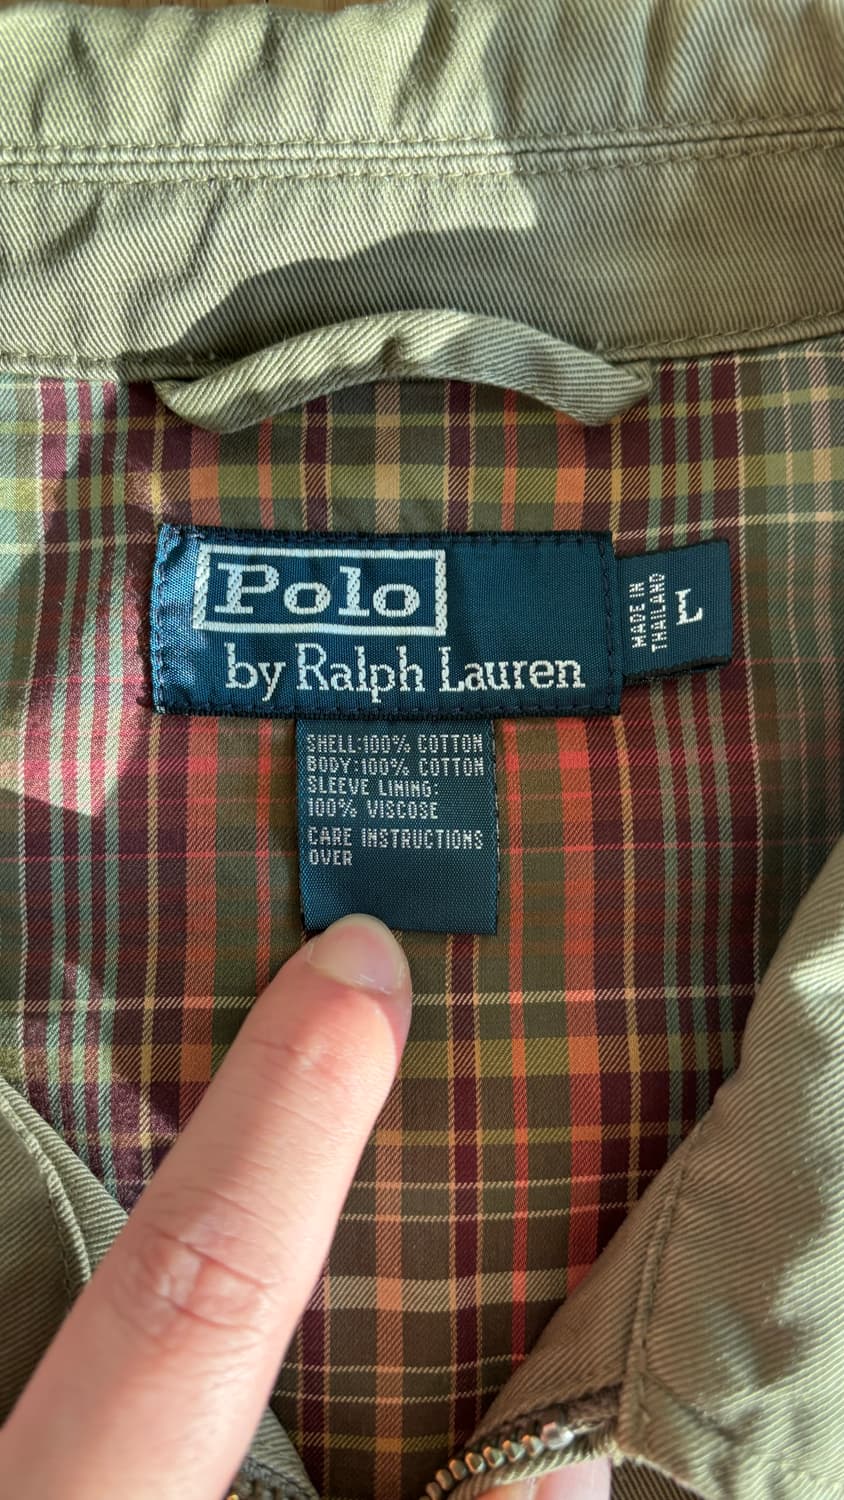 Polo
by Ralph Lauren
MADE IN
THAILAND
L
SHELL:100% COTTON
BODY:100% COTTON
SLEEVE LINING:
100% VISCOSE
CARE INSTRUCTIONS
OVER